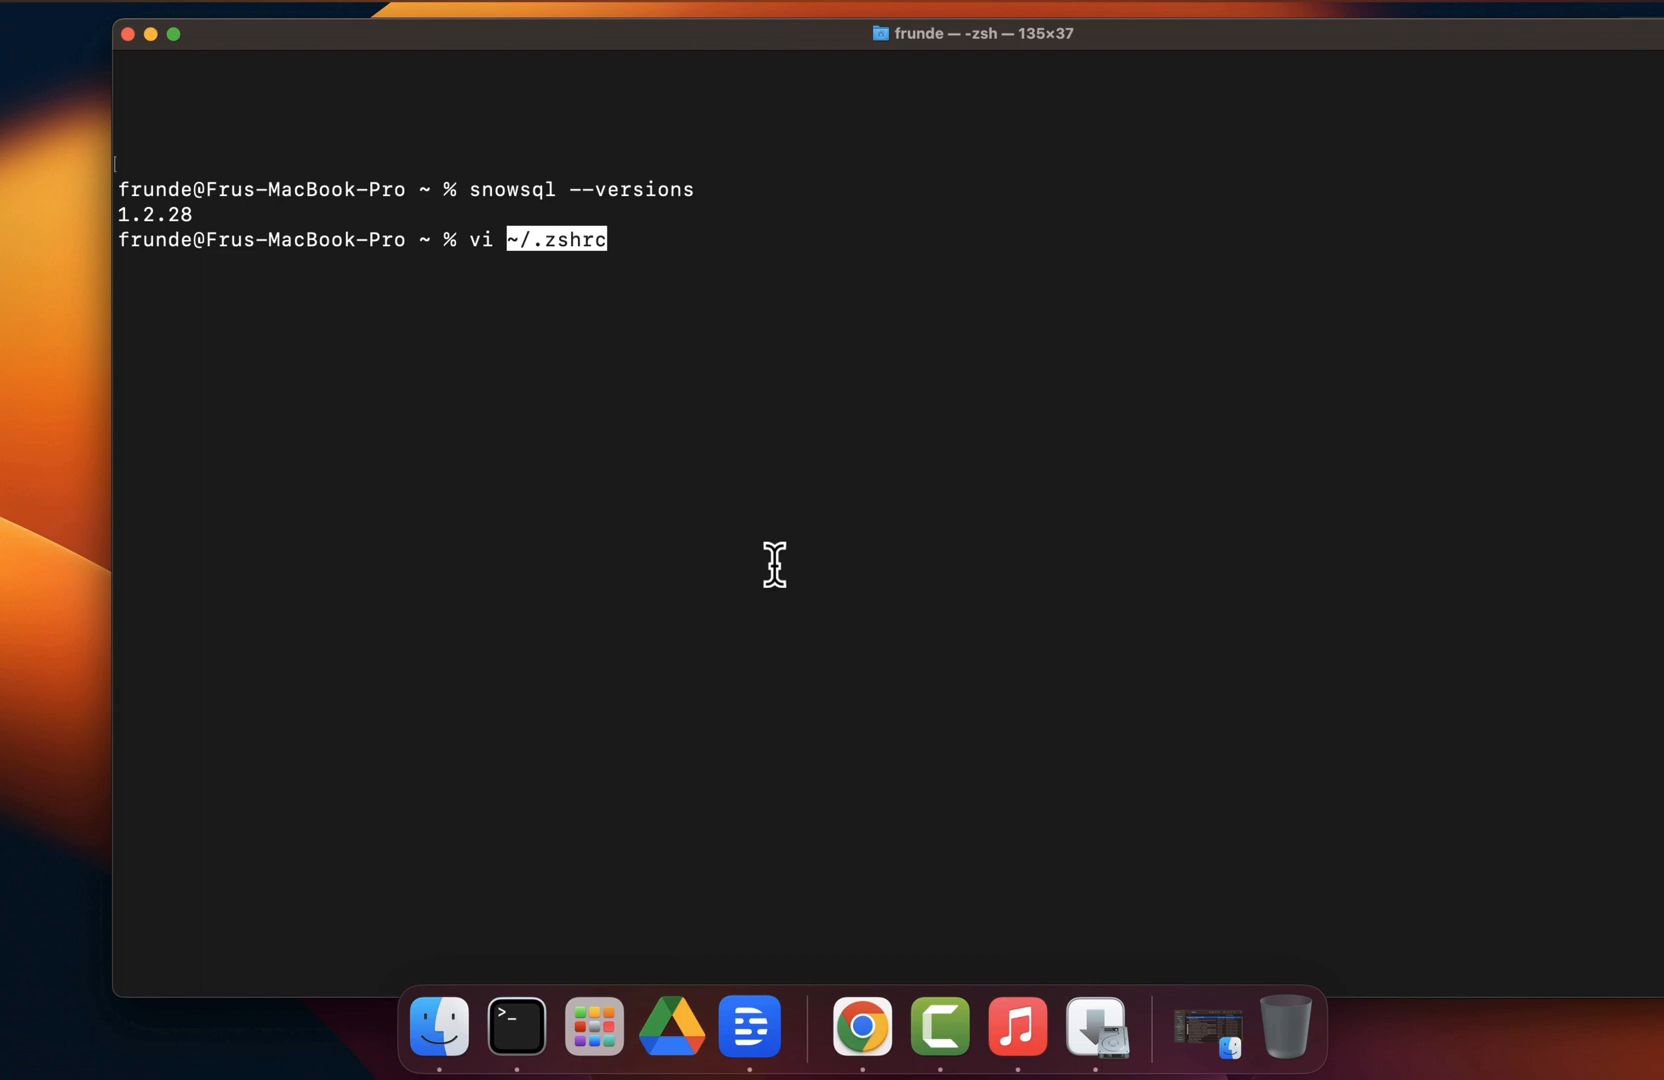 frunde — -zsh — 135×37
frunde@Frus-MacBook-Pro ~ % snowsql --versions
1.2.28
frunde@Frus-MacBook-Pro ~ % vi ~/.zshrc
>_